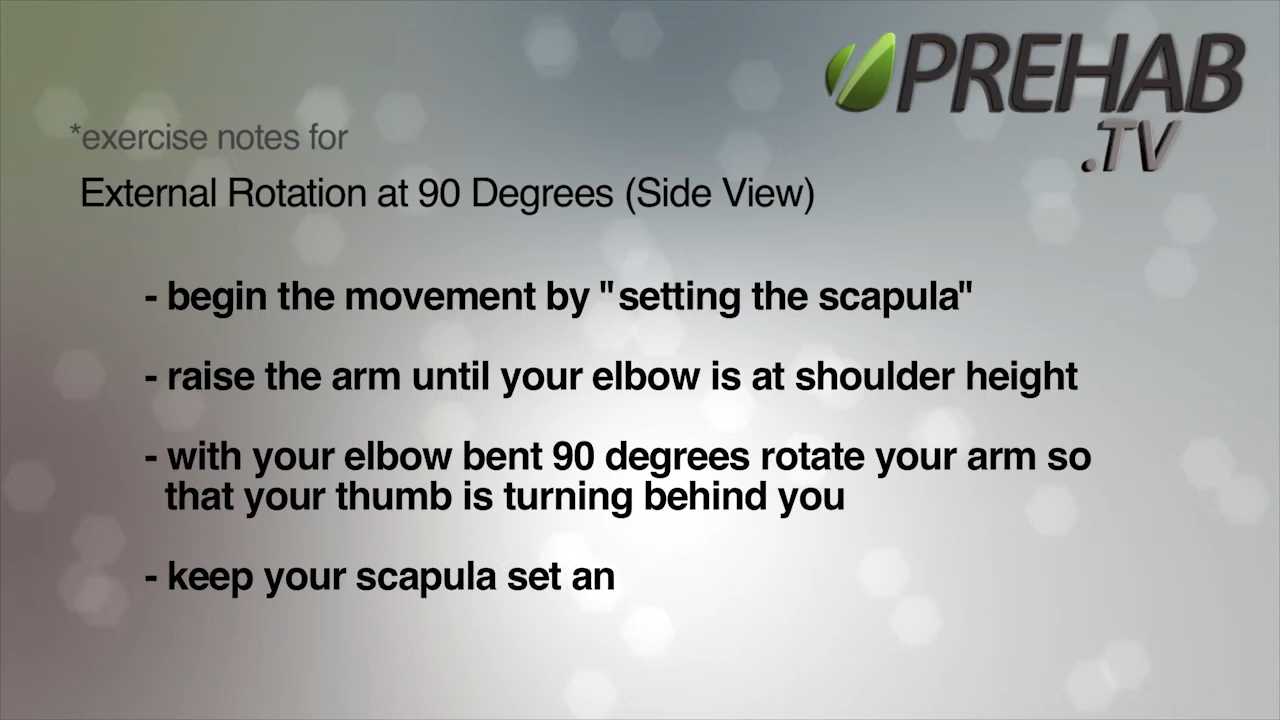 PREHAB
.TV
*exercise notes for
External Rotation at 90 Degrees (Side View)
- begin the movement by "setting the scapula"
- raise the arm until your elbow is at shoulder height
- with your elbow bent 90 degrees rotate your arm so
that your thumb is turning behind you
- keep your scapula set an